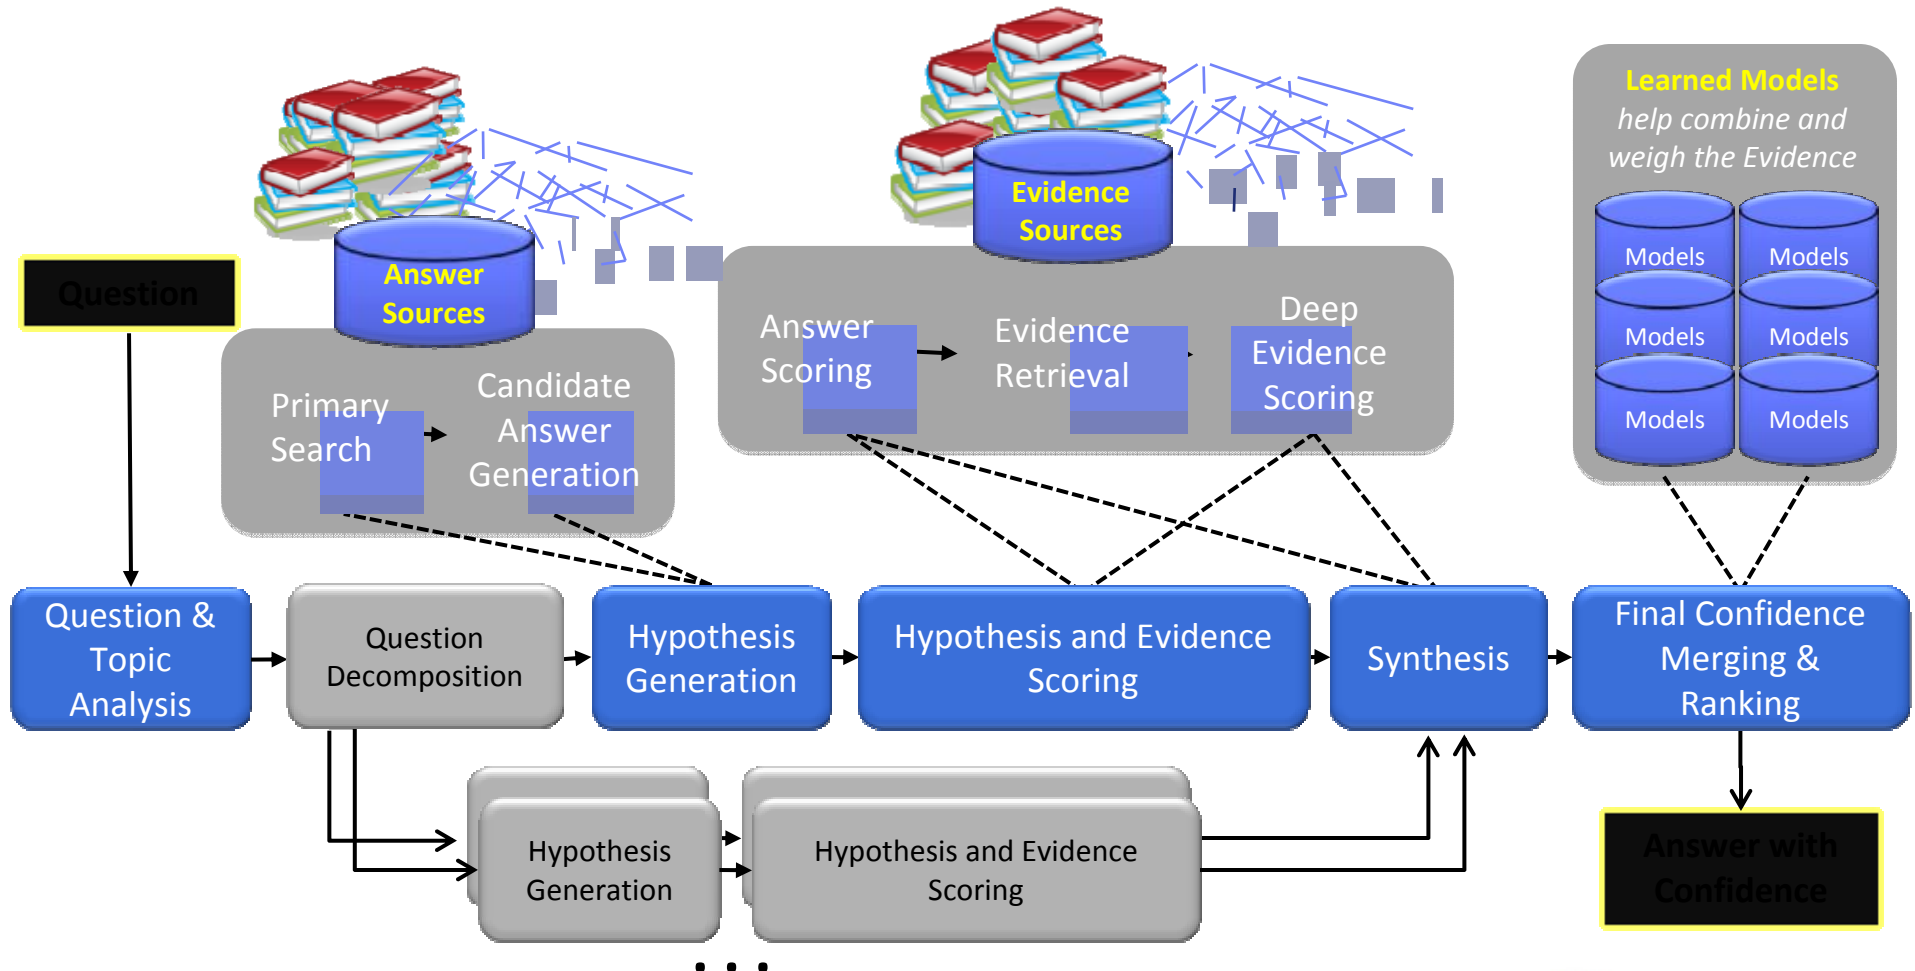 Learned Models
help combine and
weigh the Evidence
Evidence
Sources
Models
Models
Answer
Sources
Question
Deep
Evidence
Scoring
Answer
Scoring
Evidence
Retrieval
Models
Models
Candidate
Answer
Generation
Primary
Search
Models
Models
Question &
Topic
Analysis
Question
Decomposition
Hypothesis
Generation
Hypothesis and Evidence
Scoring
Synthesis
Final Confidence
Merging &
Ranking
Hypothesis
Generation
Hypothesis and Evidence
Scoring
Answer with
Confidence
. . .